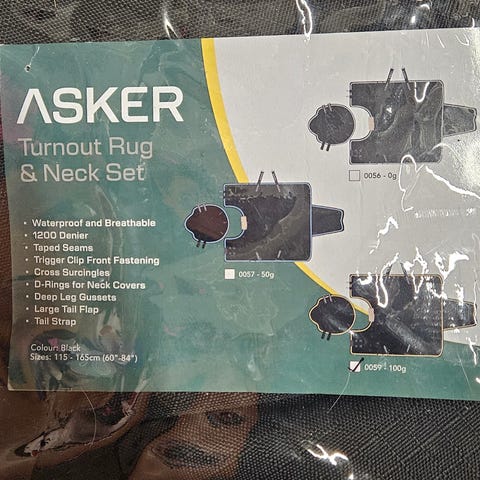 ASKER
Turnout Rug
& Neck Set
• Waterproof and Breathable
• 1200 Denier
• Taped Seams
• Trigger Clip Front Fastening
• Cross Surcingles
• D-Rings for Neck Covers
• Deep Leg Gussets
• Large Tail Flap
• Tail Strap
Colour: Black
Sizes: 115 - 165cm (60"-84")
0056 - 0g
0057 - 50g
0059 - 100g